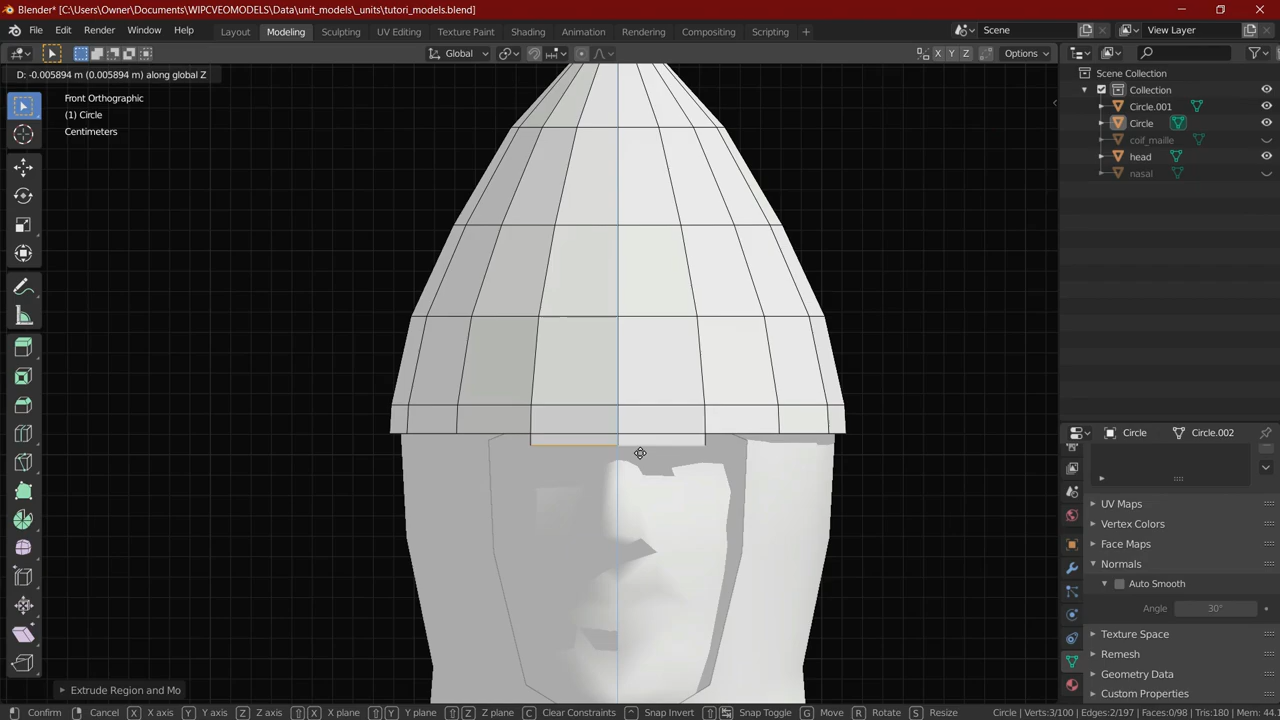 Blender* [C:\Users\Owner\Documents\WIPCVEOMODELS\Data\unit_models\_units\tutori_models.blend]
File Edit Render Window Help Layout Modeling Sculpting UV Editing Texture Paint Shading Animation Rendering Compositing Scripting + Scene View Layer
Global X Y Z Options
D: -0.005894 m (0.005894 m) along global Z
Front Orthographic
(1) Circle
Centimeters
Scene Collection
Collection
Circle.001
Circle
coif_maille
head
nasal
Circle Circle.002
UV Maps
Vertex Colors
Face Maps
Normals
Auto Smooth
Angle 30°
Texture Space
Remesh
Geometry Data
Custom Properties
Extrude Region and Mo
Confirm Cancel X X axis Y Y axis Z Z axis X X plane Y Y plane Z Z plane C Clear Constraints Snap Invert Snap Toggle G Move R Rotate S Resize Circle | Verts:3/100 | Edges:2/197 | Faces:0/98 | Tris:180 | Mem: 44.